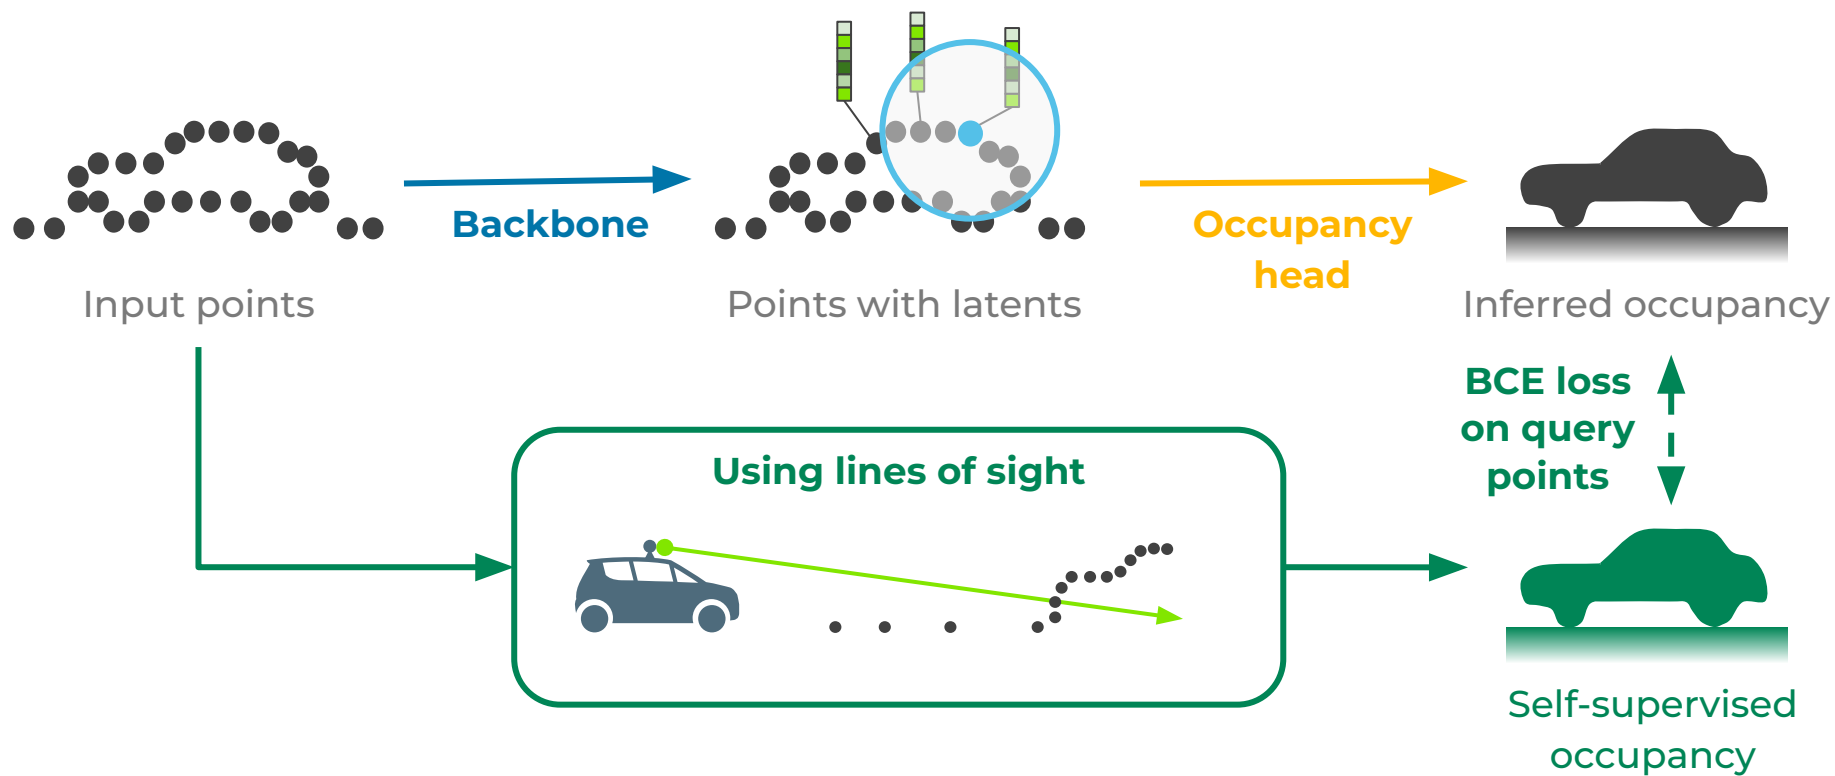 Backbone
Occupancy
head
Input points
Points with latents
Inferred occupancy
BCE loss
on query
points
Using lines of sight
Self-supervised
occupancy